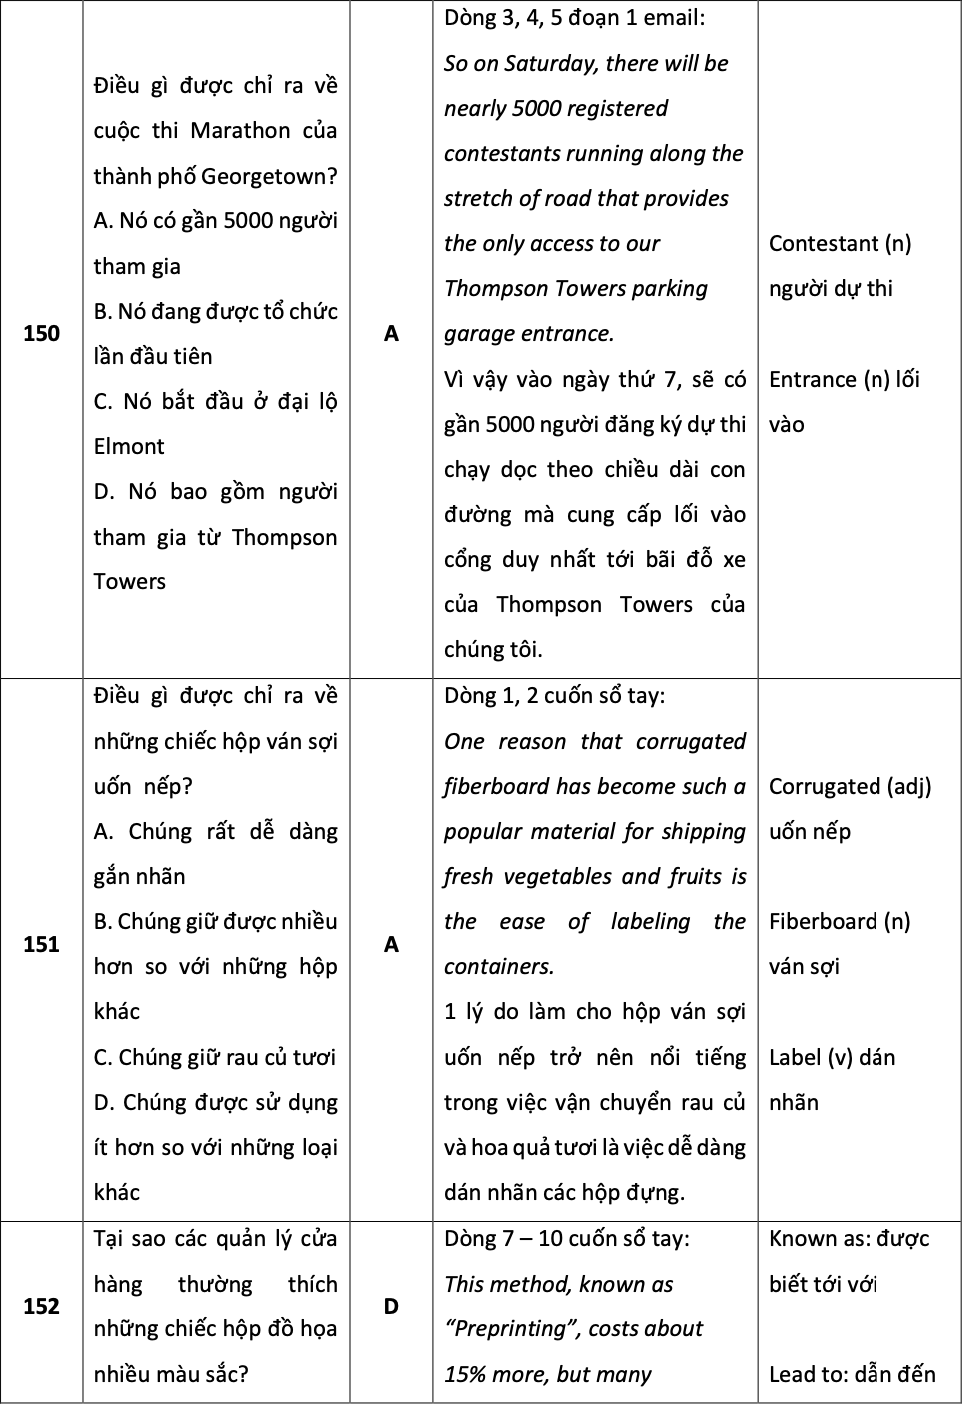 150
Điều gì được chỉ ra về
cuộc thi Marathon của
thành phố Georgetown?
A. Nó có gần 5000 người
tham gia
B. Nó đang được tổ chức
lần đầu tiên
C. Nó bắt đầu ở đại lộ
Elmont
D. Nó bao gồm người
tham gia từ Thompson
Towers
A
Dòng 3, 4, 5 đoạn 1 email:
So on Saturday, there will be
nearly 5000 registered
contestants running along the
stretch of road that provides
the only access to our
Thompson Towers parking
garage entrance.
Vì vậy vào ngày thứ 7, sẽ có
gần 5000 người đăng ký dự thi
chạy dọc theo chiều dài con
đường mà cung cấp lối vào
cổng duy nhất tới bãi đỗ xe
của Thompson Towers của
chúng tôi.
Contestant (n)
người dự thi
Entrance (n) lối
vào
151
Điều gì được chỉ ra về
những chiếc hộp ván sợi
uốn nếp?
A. Chúng rất dễ dàng
gắn nhãn
B. Chúng giữ được nhiều
hơn so với những hộp
khác
C. Chúng giữ rau củ tươi
D. Chúng được sử dụng
ít hơn so với những loại
khác
A
Dòng 1, 2 cuốn sổ tay:
One reason that corrugated
fiberboard has become such a
popular material for shipping
fresh vegetables and fruits is
the ease of labeling the
containers.
1 lý do làm cho hộp ván sợi
uốn nếp trở nên nổi tiếng
trong việc vận chuyển rau củ
và hoa quả tươi là việc dễ dàng
dán nhãn các hộp đựng.
Corrugated (adj)
uốn nếp
Fiberboard (n)
ván sợi
Label (v) dán
nhãn
152
Tại sao các quản lý cửa
hàng thường thích
những chiếc hộp đồ họa
nhiều màu sắc?
D
Dòng 7 – 10 cuốn sổ tay:
This method, known as
“Preprinting”, costs about
15% more, but many
Known as: được
biết tới với
Lead to: dẫn đến